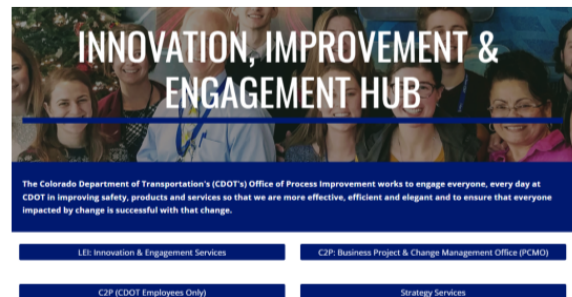 INNOVATION, IMPROVEMENT &
ENGAGEMENT HUB
The Colorado Department of Transportation's (CDOT's) Office of Process Improvement works to engage everyone, every day at
CDOT in improving safety, products and services so that we are more effective, efficient and elegant and to ensure that everyone
impacted by change is successful with that change.
LEI: Innovation & Engagement Services
C2P: Business Project & Change Management Office (PCMO)
C2P (CDOT Employees Only)
Strategy Services